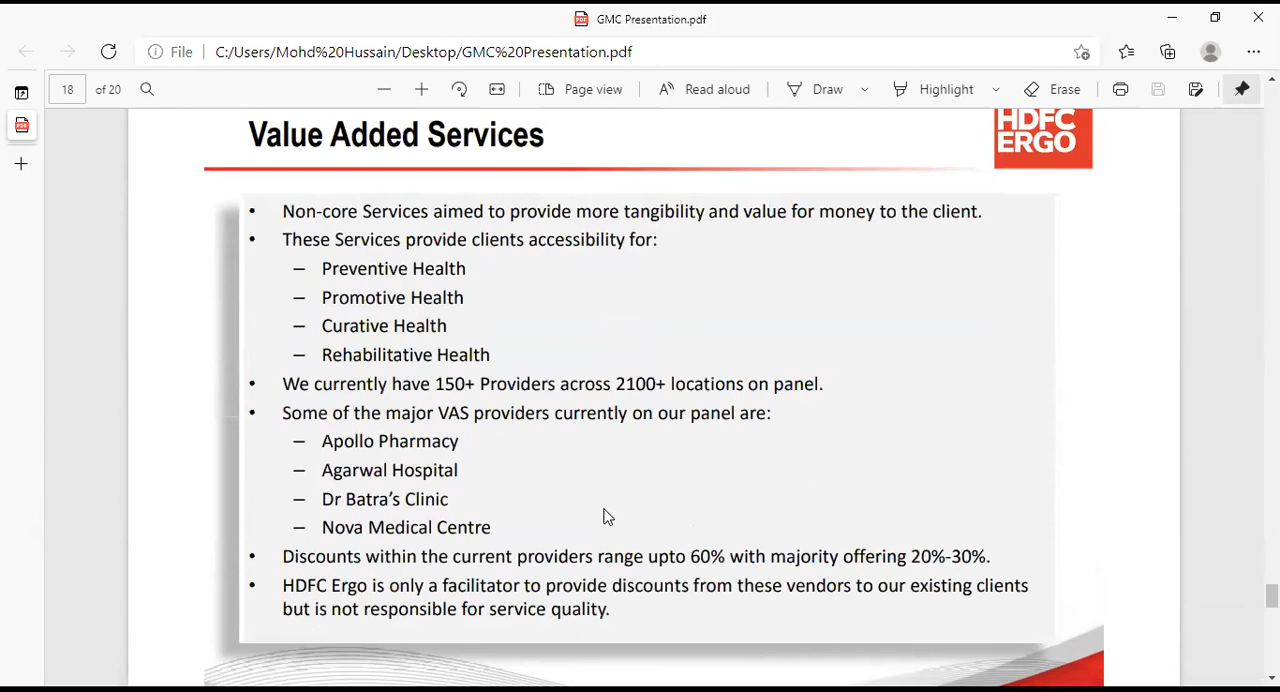 GMC Presentation.pdf
File
C:/Users/Mohd%20Hussain/Desktop/GMC%20Presentation.pdf
18 of 20
Page view
Read aloud
Draw
Highlight
Erase
Value Added Services
HDFC
ERGO
• Non-core Services aimed to provide more tangibility and value for money to the client.
• These Services provide clients accessibility for:
– Preventive Health
– Promotive Health
– Curative Health
– Rehabilitative Health
• We currently have 150+ Providers across 2100+ locations on panel.
• Some of the major VAS providers currently on our panel are:
– Apollo Pharmacy
– Agarwal Hospital
– Dr Batra’s Clinic
– Nova Medical Centre
• Discounts within the current providers range upto 60% with majority offering 20%-30%.
• HDFC Ergo is only a facilitator to provide discounts from these vendors to our existing clients
but is not responsible for service quality.